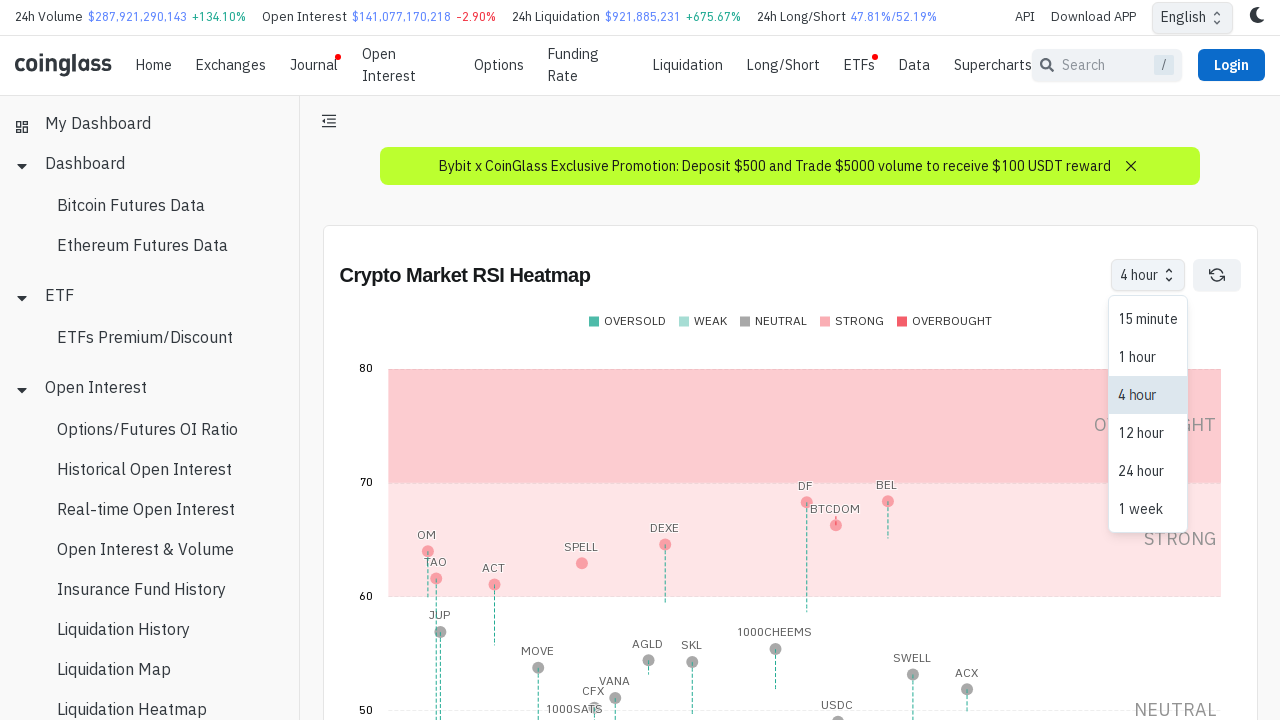 24h Volume $287,921,290,143 +134.10% Open Interest $141,077,170,218 -2.90% 24h Liquidation $921,885,231 +675.67% 24h Long/Short 47.81%/52.19% API Download APP English
coinglass Home Exchanges Journal Open Interest Options Funding Rate Liquidation Long/Short ETFs Data Supercharts Search / Login
My Dashboard
Dashboard
Bitcoin Futures Data
Ethereum Futures Data
ETF
ETFs Premium/Discount
Open Interest
Options/Futures OI Ratio
Historical Open Interest
Real-time Open Interest
Open Interest & Volume
Insurance Fund History
Liquidation History
Liquidation Map
Liquidation Heatmap
Bybit x CoinGlass Exclusive Promotion: Deposit $500 and Trade $5000 volume to receive $100 USDT reward
Crypto Market RSI Heatmap
4 hour
15 minute
1 hour
4 hour
12 hour
24 hour
1 week
OVERSOLD WEAK NEUTRAL STRONG OVERBOUGHT
80
70
DF
BEL
BTCDOM
DEXE
OM
STRONG
SPELL
TAO
ACT
60
JUP
1000CHEEMS
AGLD
SKL
MOVE
SWELL
ACX
VANA
CFX
USDC
1000SATS
50
NEUTRAL